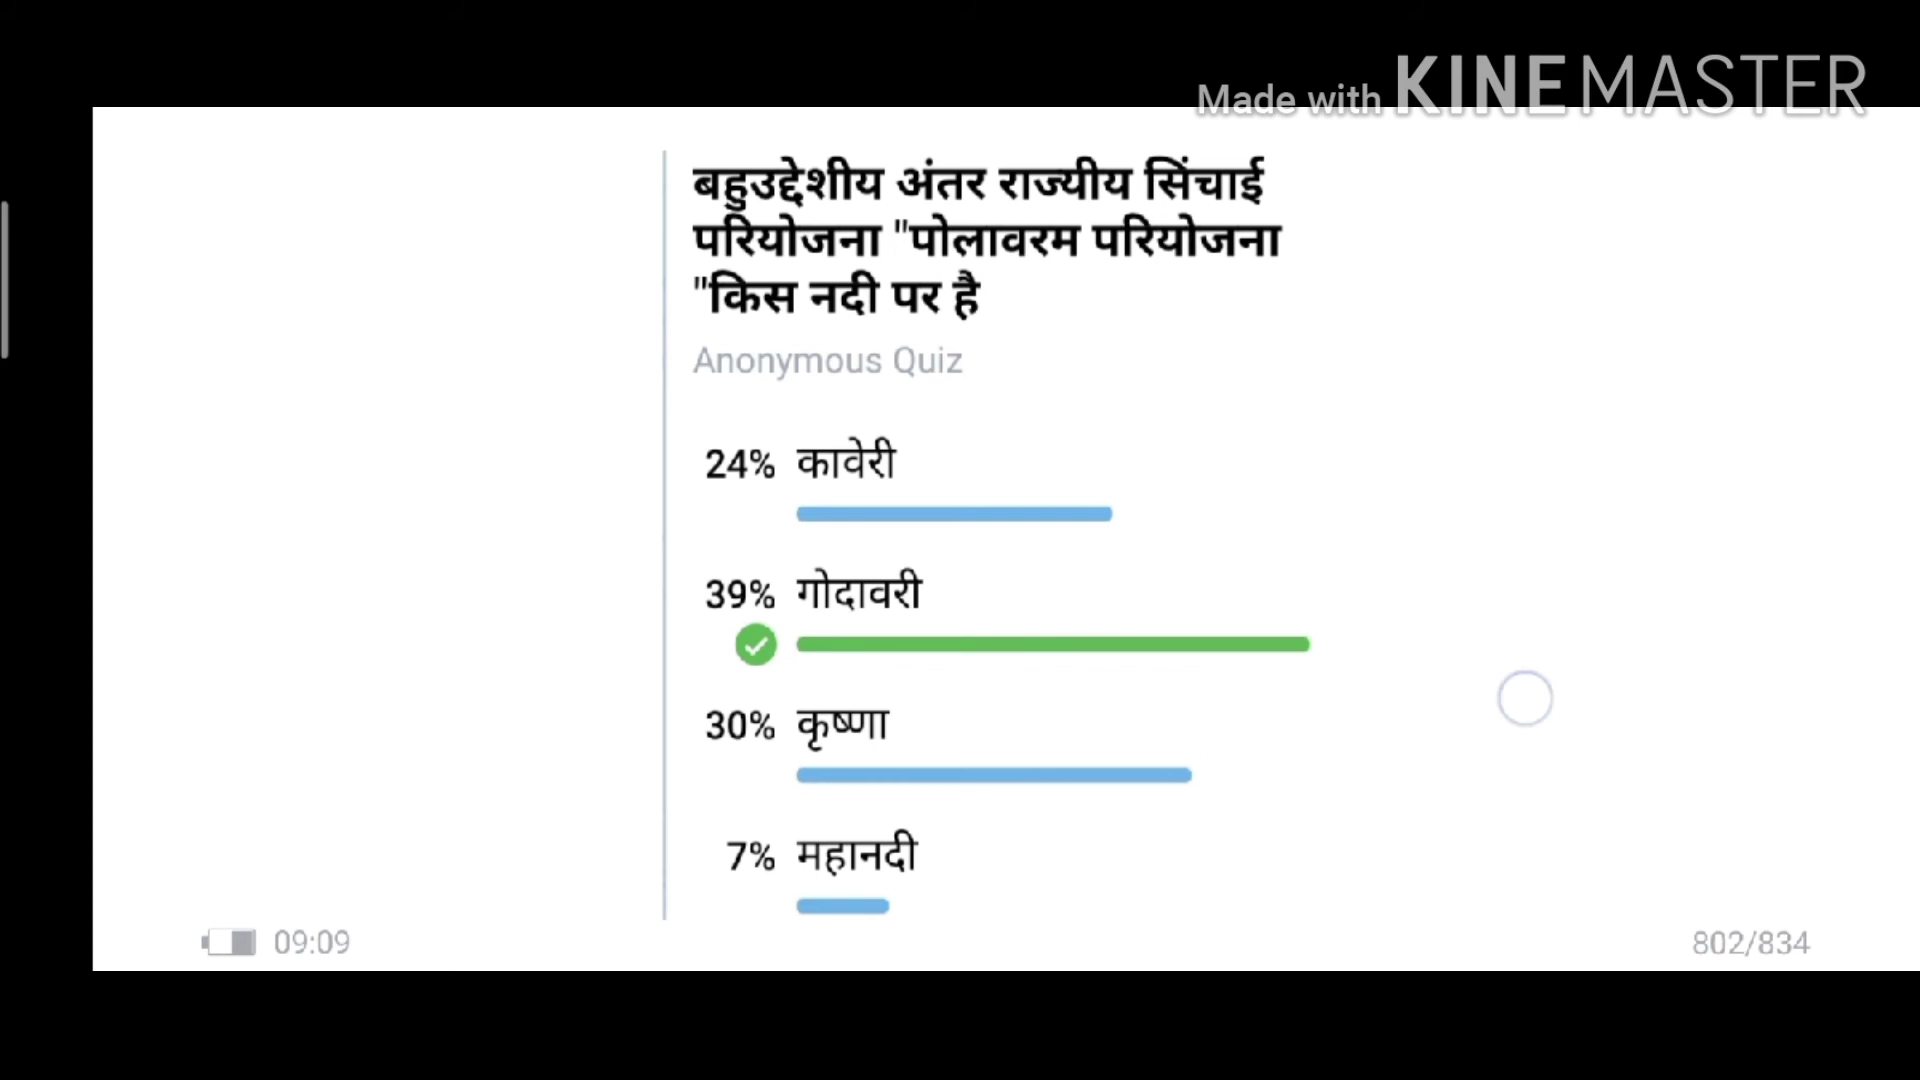 Made with KINEMASTER
बहुउद्देशीय अंतर राज्यीय सिंचाई
परियोजना "पोलावरम परियोजना
"किस नदी पर है
Anonymous Quiz
24% कावेरी
39% गोदावरी
30% कृष्णा
7% महानदी
09:09
802/834